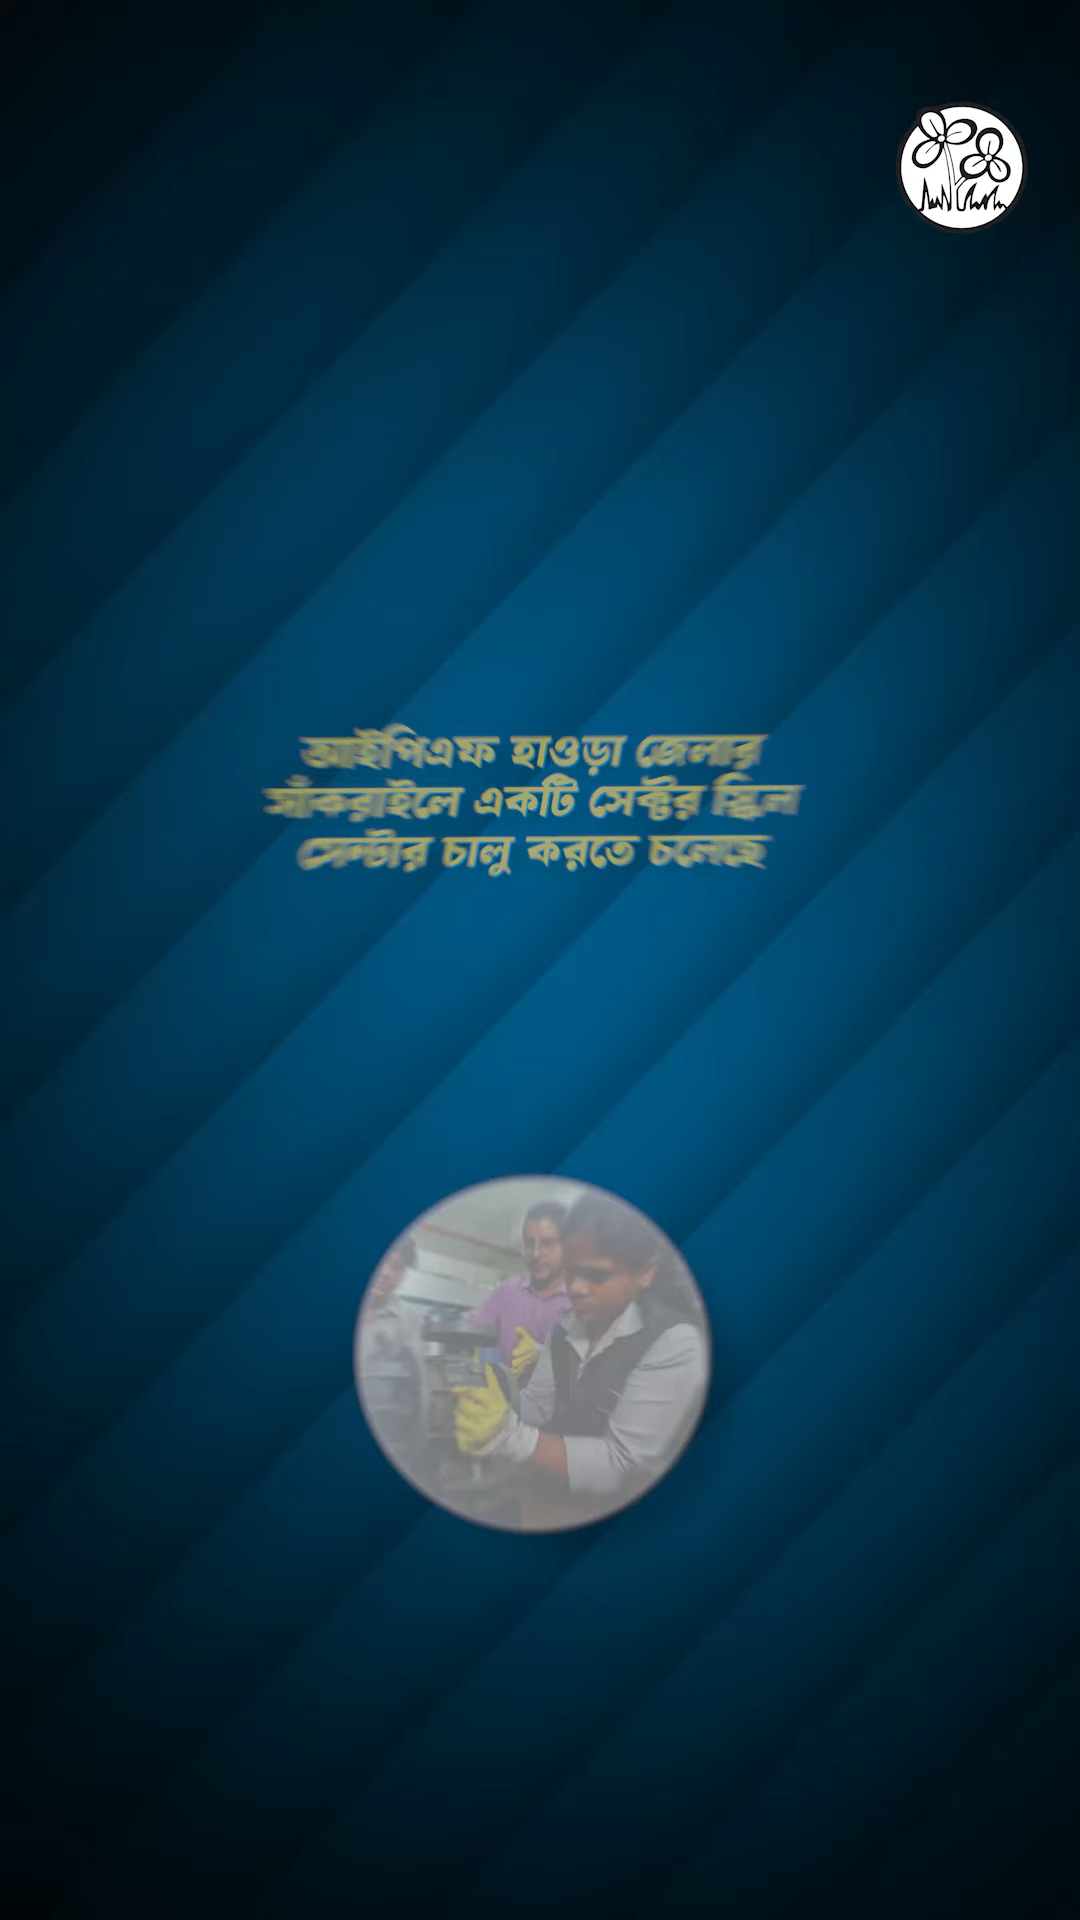 আইপিএফ হাওড়া জেলার
সাঁকরাইলে একটি সেক্টর স্কিল
সেন্টার চালু করতে চলেছে